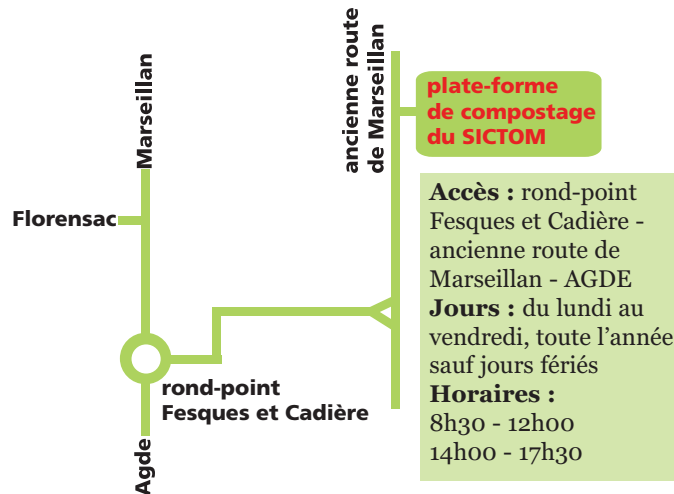 Marseillan
Florensac
Agde
rond-point
Fesques et Cadière
ancienne route
de Marseillan
plate-forme
de compostage
du SICTOM
Accès : rond-point
Fesques et Cadière -
ancienne route de
Marseillan - AGDE
Jours : du lundi au
vendredi, toute l’année
sauf jours fériés
Horaires :
8h30 - 12h00
14h00 - 17h30